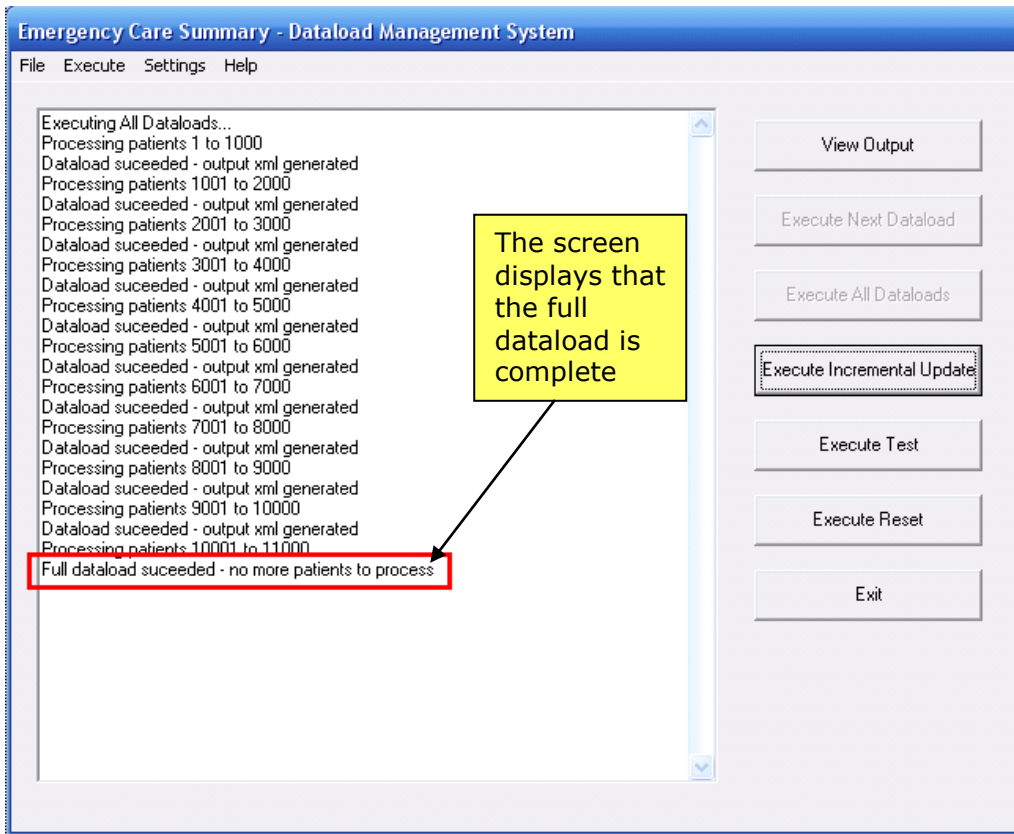 Emergency Care Summary - Dataload Management System
File Execute Settings Help
Executing All Dataloads...
Processing patients 1 to 1000
Dataload suceeded - output xml generated
Processing patients 1001 to 2000
Dataload suceeded - output xml generated
Processing patients 2001 to 3000
Dataload suceeded - output xml generated
Processing patients 3001 to 4000
Dataload suceeded - output xml generated
Processing patients 4001 to 5000
Dataload suceeded - output xml generated
Processing patients 5001 to 6000
Dataload suceeded - output xml generated
Processing patients 6001 to 7000
Dataload suceeded - output xml generated
Processing patients 7001 to 8000
Dataload suceeded - output xml generated
Processing patients 8001 to 9000
Dataload suceeded - output xml generated
Processing patients 9001 to 10000
Dataload suceeded - output xml generated
Processing patients 10001 to 11000
Full dataload suceeded - no more patients to process
The screen
displays that
the full
dataload is
complete
View Output
Execute Next Dataload
Execute All Dataloads
Execute Incremental Update
Execute Test
Execute Reset
Exit